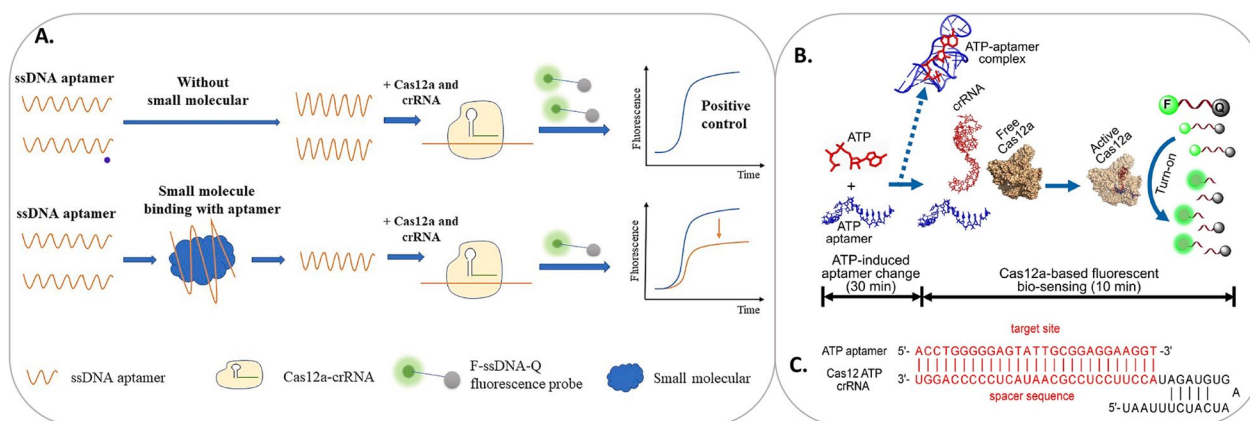 A.
ssDNA aptamer
Without
small molecular
+ Cas12a and
crRNA
Fluorescence
Positive
control
Time
ssDNA aptamer
Small molecule
binding with aptamer
+ Cas12a and
crRNA
Fluorescence
Time
ssDNA aptamer
Cas12a-crRNA
F-ssDNA-Q
fluorescence probe
Small molecular
B.
ATP-aptamer
complex
ATP
+
ATP
aptamer
crRNA
Free
Cas12a
Active
Cas12a
F
Q
Turn-on
ATP-induced
aptamer change
(30 min)
Cas12a-based fluorescent
bio-sensing (10 min)
C.
target site
ATP aptamer 5'- ACCTGGGGGAGTATTGCGGAGGAAGGT -3'
Cas12 ATP
crRNA
3'- UGGACCCCCUCAUAACGCCUCCUUCCAUAGAUGUG
A
spacer sequence
5'-UAAUUUCUACUA